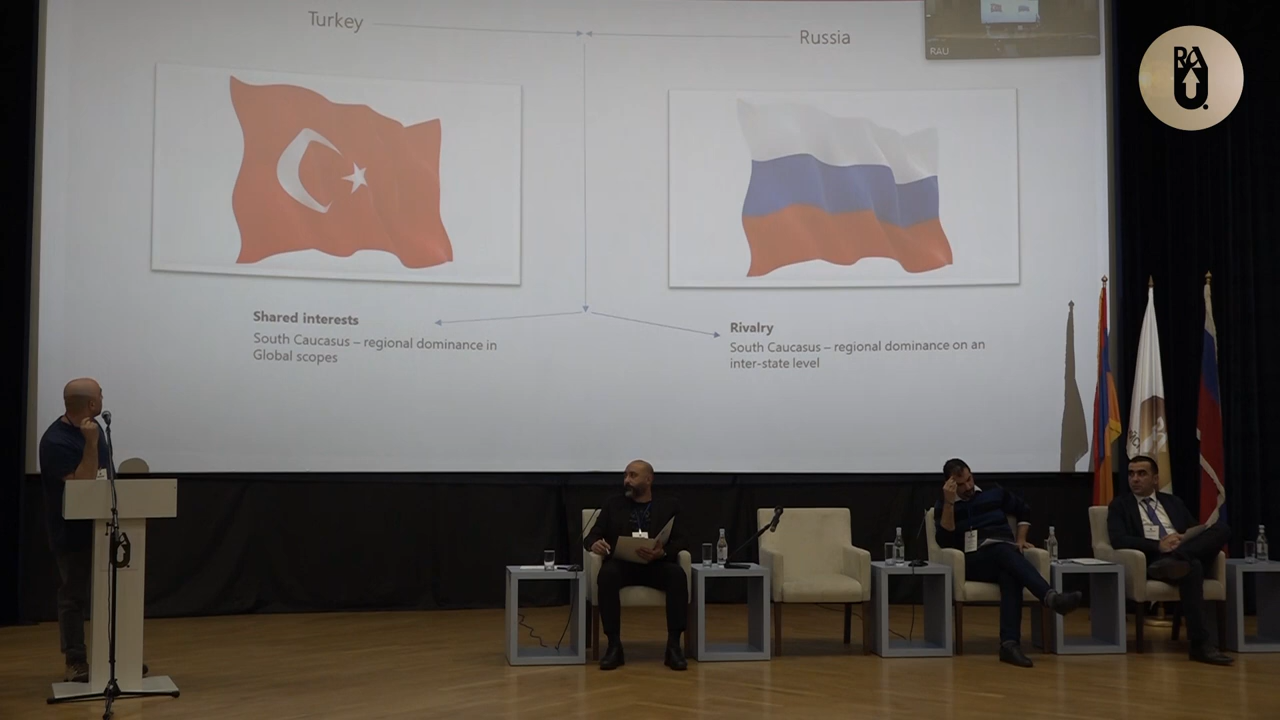 Turkey
Russia
RAU
RAU
Shared interests
South Caucasus – regional dominance in
Global scopes
Rivalry
South Caucasus – regional dominance on an
inter-state level